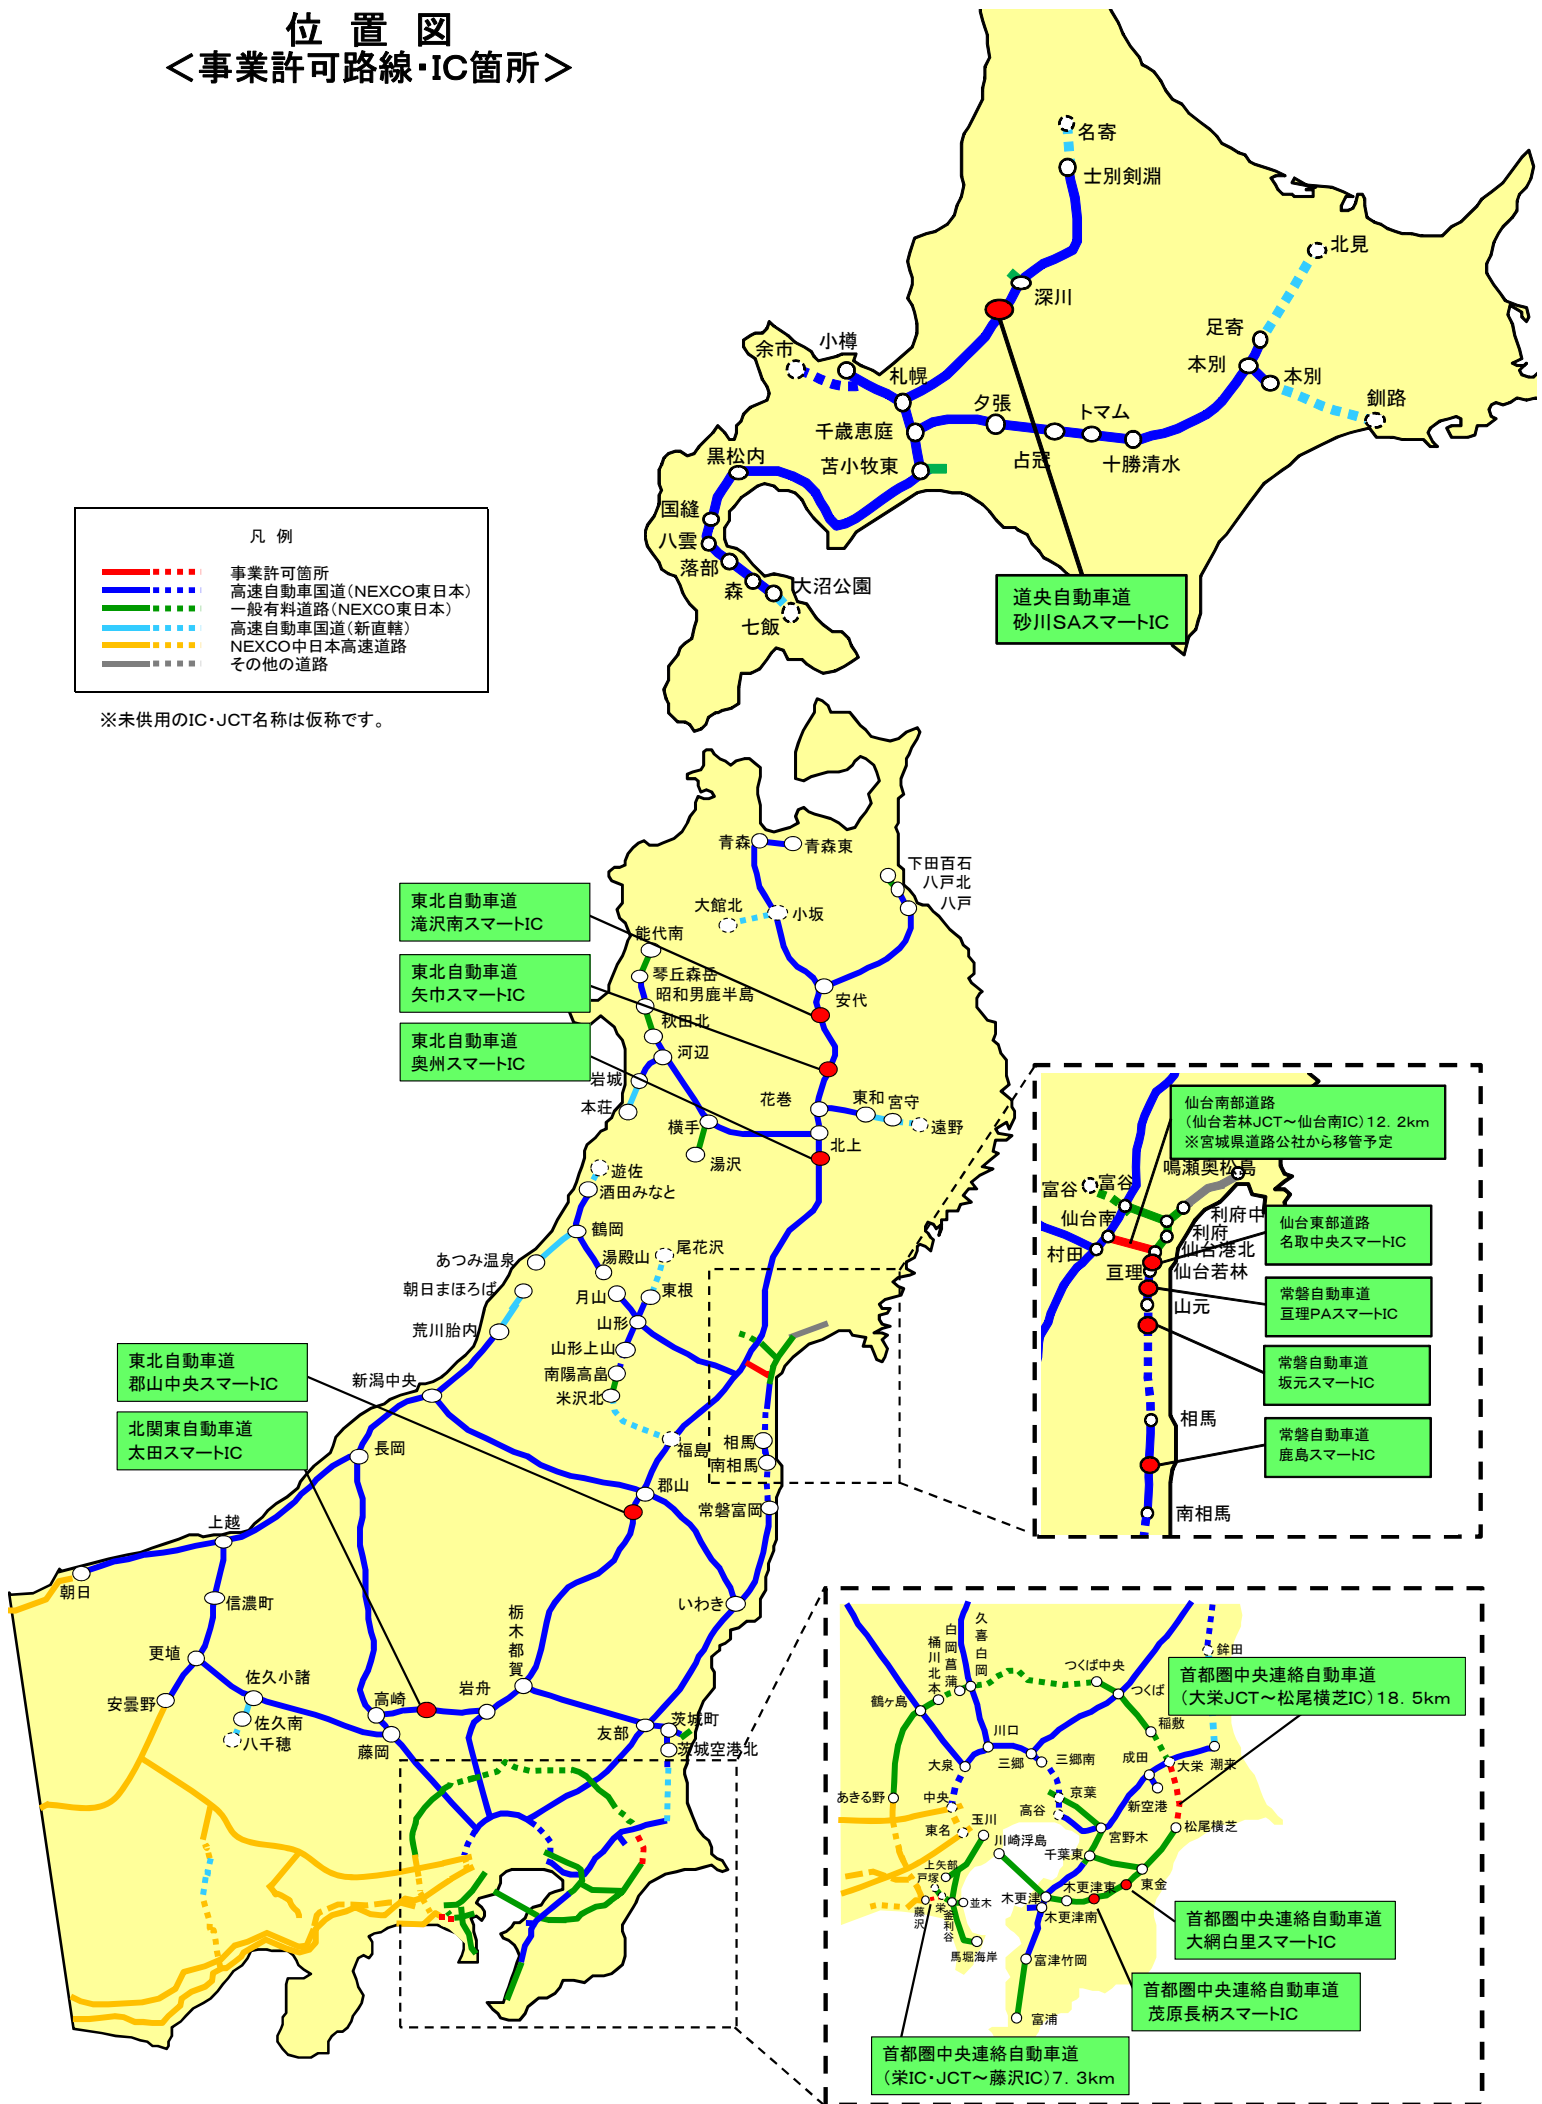 位置図
＜事業許可路線・IC箇所＞
名寄
士別剣淵
北見
深川
足寄
余市
小樽
本別
札幌
本別
釧路
夕張
トマム
千歳恵庭
占冠
十勝清水
黒松内
苫小牧東
国縫
八雲
落部
森
大沼公園
七飯
道央自動車道
砂川SAスマートIC
凡 例
事業許可箇所
高速自動車国道（NEXCO東日本）
一般有料道路（NEXCO東日本）
高速自動車国道（新直轄）
NEXCO中日本高速道路
その他の道路
※未供用のIC・JCT名称は仮称です。
青森
青森東
下田百石
八戸北
八戸
大館北
小坂
東北自動車道
滝沢南スマートIC
能代南
琴丘森岳
東北自動車道
矢巾スマートIC
昭和男鹿半島
安代
秋田北
東北自動車道
奥州スマートIC
河辺
岩城
本荘
花巻
東和
宮守
遠野
横手
北上
湯沢
遊佐
酒田みなと
鶴岡
あつみ温泉
湯殿山
尾花沢
朝日まほろば
月山
東根
荒川胎内
山形
山形上山
南陽高畠
米沢北
新潟中央
東北自動車道
郡山中央スマートIC
北関東自動車道
太田スマートIC
長岡
福島
相馬
南相馬
郡山
常磐富岡
上越
朝日
信濃町
いわき
栃木都賀
更埴
佐久小諸
安曇野
佐久南
八千穂
高崎
岩舟
藤岡
友部
茨城町
茨城空港北
仙台南部道路
（仙台若林JCT～仙台南IC）12．2km
※宮城県道路公社から移管予定
鳴瀬奥松島
富谷
富谷
仙台南
利府中
利府
仙台港北
村田
亘理
仙台若林
仙台東部道路
名取中央スマートIC
山元
常磐自動車道
亘理PAスマートIC
常磐自動車道
坂元スマートIC
相馬
常磐自動車道
鹿島スマートIC
南相馬
桶川北本
白岡菖蒲
久喜白岡
つくば中央
鉾田
首都圏中央連絡自動車道
（大栄JCT～松尾横芝IC）18．5km
鶴ヶ島
つくば
稲敷
川口
大泉
三郷
三郷南
成田
大栄
潮来
あきる野
中央
高谷
京葉
新空港
東名
玉川
川崎浮島
宮野木
松尾横芝
千葉東
上矢部
戸塚
木更津
木更津東
東金
藤沢
栄
釜利谷
並木
木更津南
馬堀海岸
富津竹岡
富浦
首都圏中央連絡自動車道
大網白里スマートIC
首都圏中央連絡自動車道
茂原長柄スマートIC
首都圏中央連絡自動車道
（栄IC・JCT～藤沢IC）7．3km